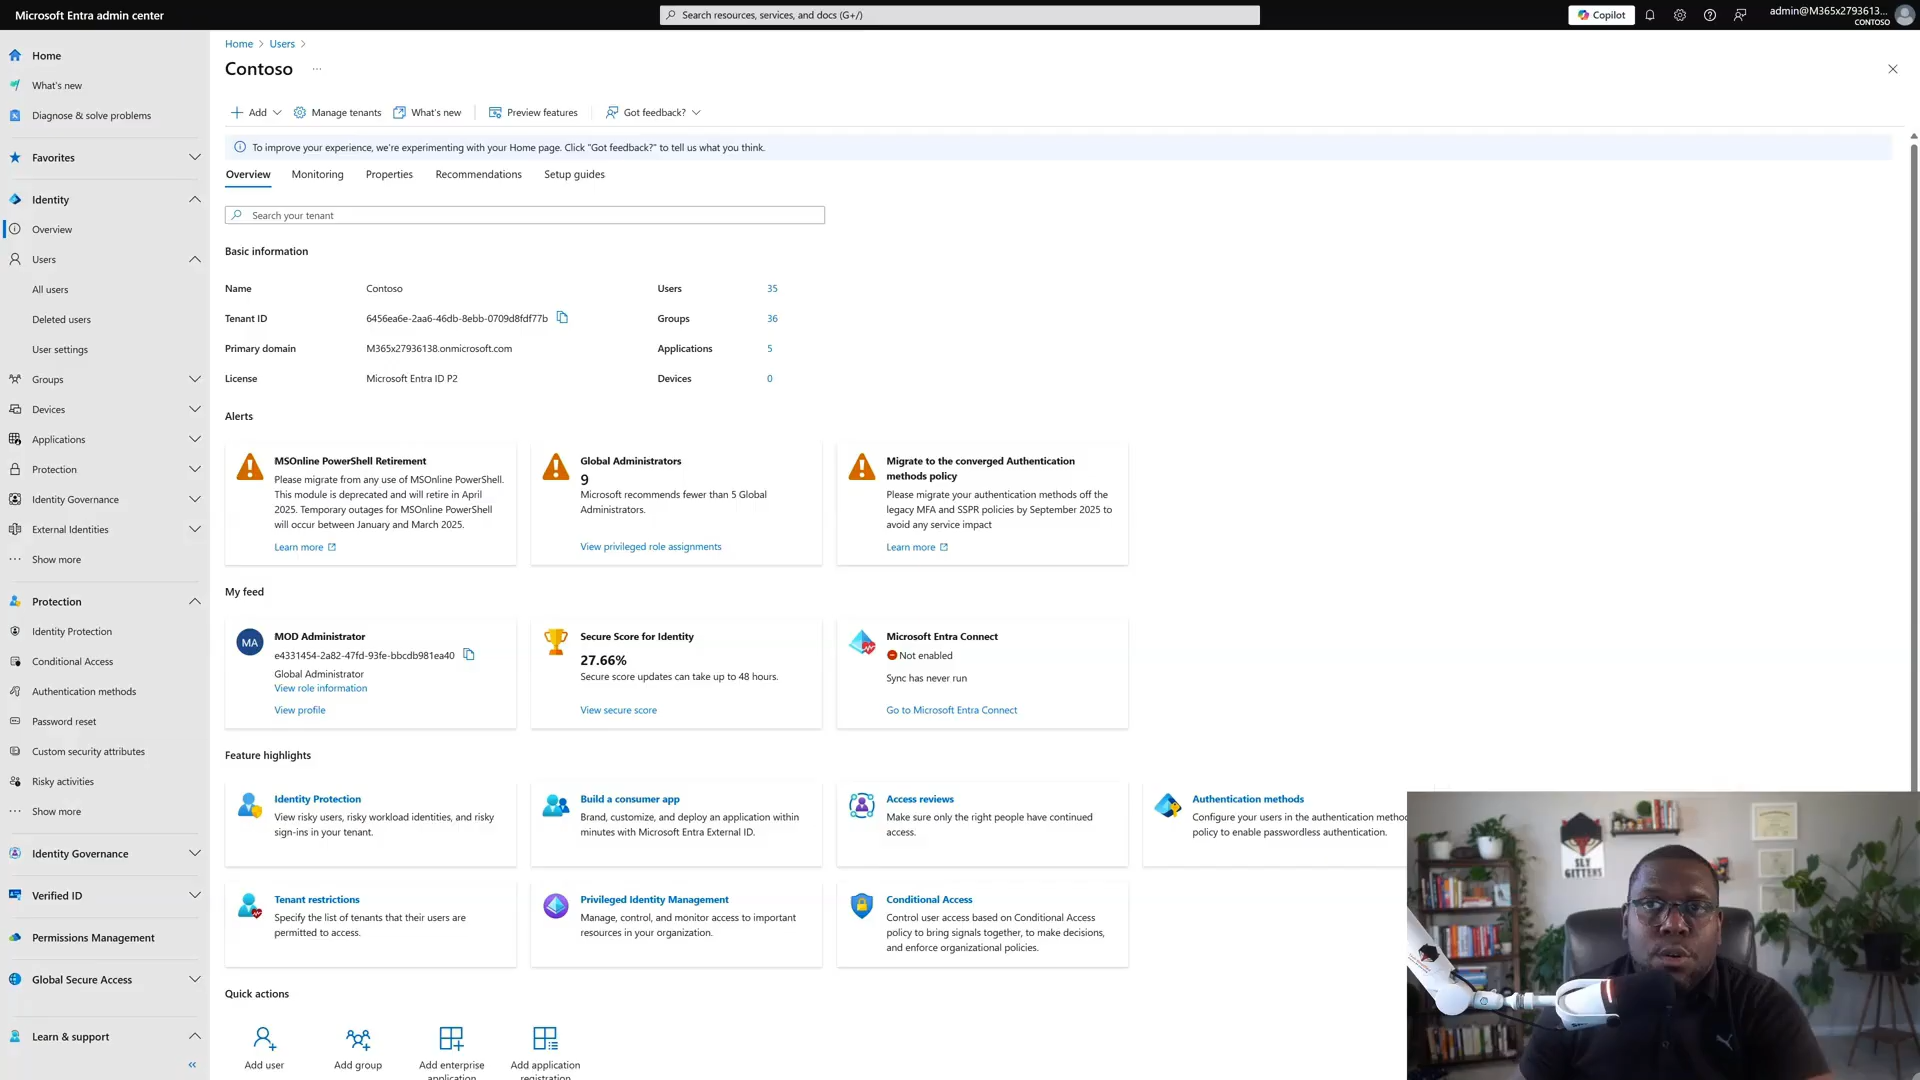 Microsoft Entra admin center
Search resources, services, and docs (G+/)
Copilot
admin@M365x2793613...
CONTOSO
Home
What's new
Diagnose & solve problems
Favorites
Identity
Overview
Users
All users
Deleted users
User settings
Groups
Devices
Applications
Protection
Identity Governance
External Identities
Show more
Protection
Identity Protection
Conditional Access
Authentication methods
Password reset
Custom security attributes
Risky activities
Show more
Identity Governance
Verified ID
Permissions Management
Global Secure Access
Learn & support
Home > Users >
Contoso ...
Add
Manage tenants
What's new
Preview features
Got feedback?
To improve your experience, we're experimenting with your Home page. Click "Got feedback?" to tell us what you think.
Overview
Monitoring
Properties
Recommendations
Setup guides
Search your tenant
Basic information
Name Contoso Users 35
Tenant ID 6456ea6e-2aa6-46db-8ebb-0709d8fdf77b Groups 36
Primary domain M365x27936138.onmicrosoft.com Applications 5
License Microsoft Entra ID P2 Devices 0
Alerts
MSOnline PowerShell Retirement
Please migrate from any use of MSOnline PowerShell.
This module is deprecated and will retire in April
2025. Temporary outages for MSOnline PowerShell
will occur between January and March 2025.
Learn more
Global Administrators
9
Microsoft recommends fewer than 5 Global
Administrators.
View privileged role assignments
Migrate to the converged Authentication
methods policy
Please migrate your authentication methods off the
legacy MFA and SSPR policies by September 2025 to
avoid any service impact
Learn more
My feed
MA
MOD Administrator
e4331454-2a82-47fd-93fe-bbcdb981ea40
Global Administrator
View role information
View profile
Secure Score for Identity
27.66%
Secure score updates can take up to 48 hours.
View secure score
Microsoft Entra Connect
Not enabled
Sync has never run
Go to Microsoft Entra Connect
Feature highlights
Identity Protection
View risky users, risky workload identities, and risky
sign-ins in your tenant.
Build a consumer app
Brand, customize, and deploy an application within
minutes with Microsoft Entra External ID.
Access reviews
Make sure only the right people have continued
access.
Authentication methods
Configure your users in the authentication metho
policy to enable passwordless authentication.
Tenant restrictions
Specify the list of tenants that their users are
permitted to access.
Privileged Identity Management
Manage, control, and monitor access to important
resources in your organization.
Conditional Access
Control user access based on Conditional Access
policy to bring signals together, to make decisions,
and enforce organizational policies.
Quick actions
Add user
Add group
Add enterprise
application
Add application
registration
SLY
GITTENS